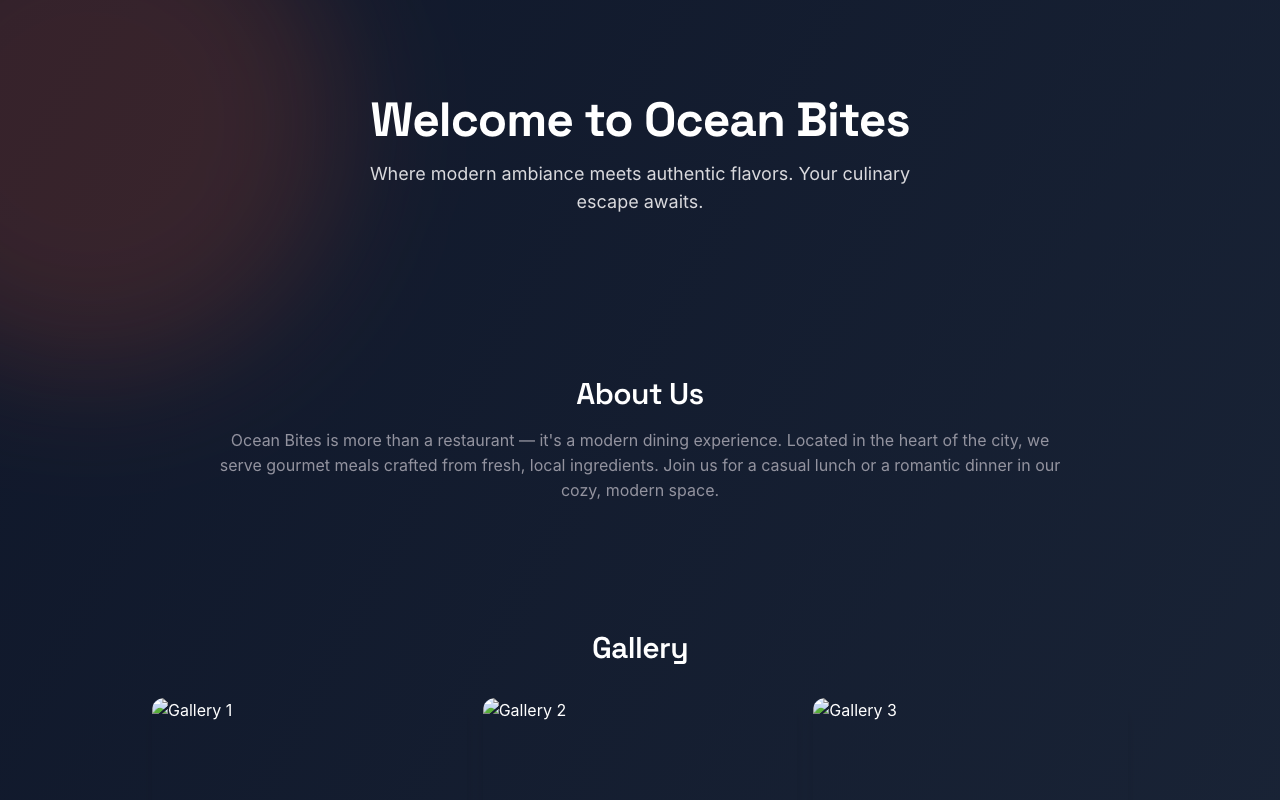 Welcome to Ocean Bites
Where modern ambiance meets authentic flavors. Your culinary
escape awaits.
About Us
Ocean Bites is more than a restaurant — it's a modern dining experience. Located in the heart of the city, we
serve gourmet meals crafted from fresh, local ingredients. Join us for a casual lunch or a romantic dinner in our
cozy, modern space.
Gallery
Gallery 1
Gallery 2
Gallery 3